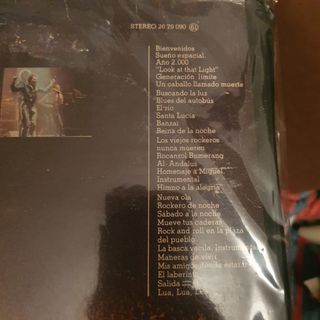 STEREO 26 79 090
Bienvenidos
Sueño espacial.
Año 2.000
"Look at that Light"
Generación límite
Un caballo llamado muerte
Buscando la luz
Blues del autobús
El río
Santa Lucía
Banzai
Reina de la noche
Los viejos rockeros
nunca mueren
Rocanrol Bumerang
Al-Andalus
Homenaje a Miguel
Instrumental
Himno a la alegría
Nueva ola
Rockero de noche
Sábado a la noche
Mueve tus caderas
Rock and roll en la plaza
del pueblo
La basca vacila, Instrumental
Maneras de vivir
Mis amigos
El laberinto
Salida
Lua, Lua,